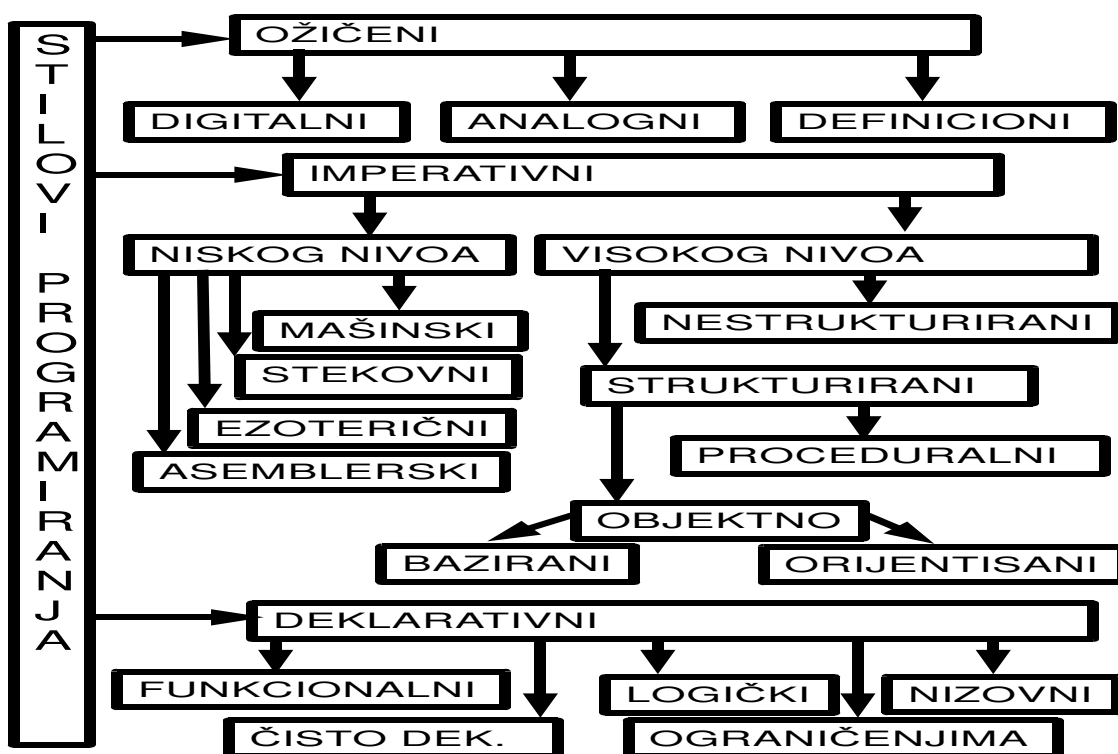 STILOVI PROGRAMIRANJA
OŽIČENI
DIGITALNI
ANALOGNI
DEFINICIONI
IMPERATIVNI
NISKOG NIVOA
VISOKOG NIVOA
MAŠINSKI
NESTRUKTURIRANI
STEKOVNI
STRUKTURIRANI
EZOTERIČNI
PROCEDURALNI
ASEMBLERSKI
OBJEKTNO
BAZIRANI
ORIJENTISANI
DEKLARATIVNI
FUNKCIONALNI
LOGIČKI
NIZOVNI
ČISTO DEK.
OGRANIČENJIMA